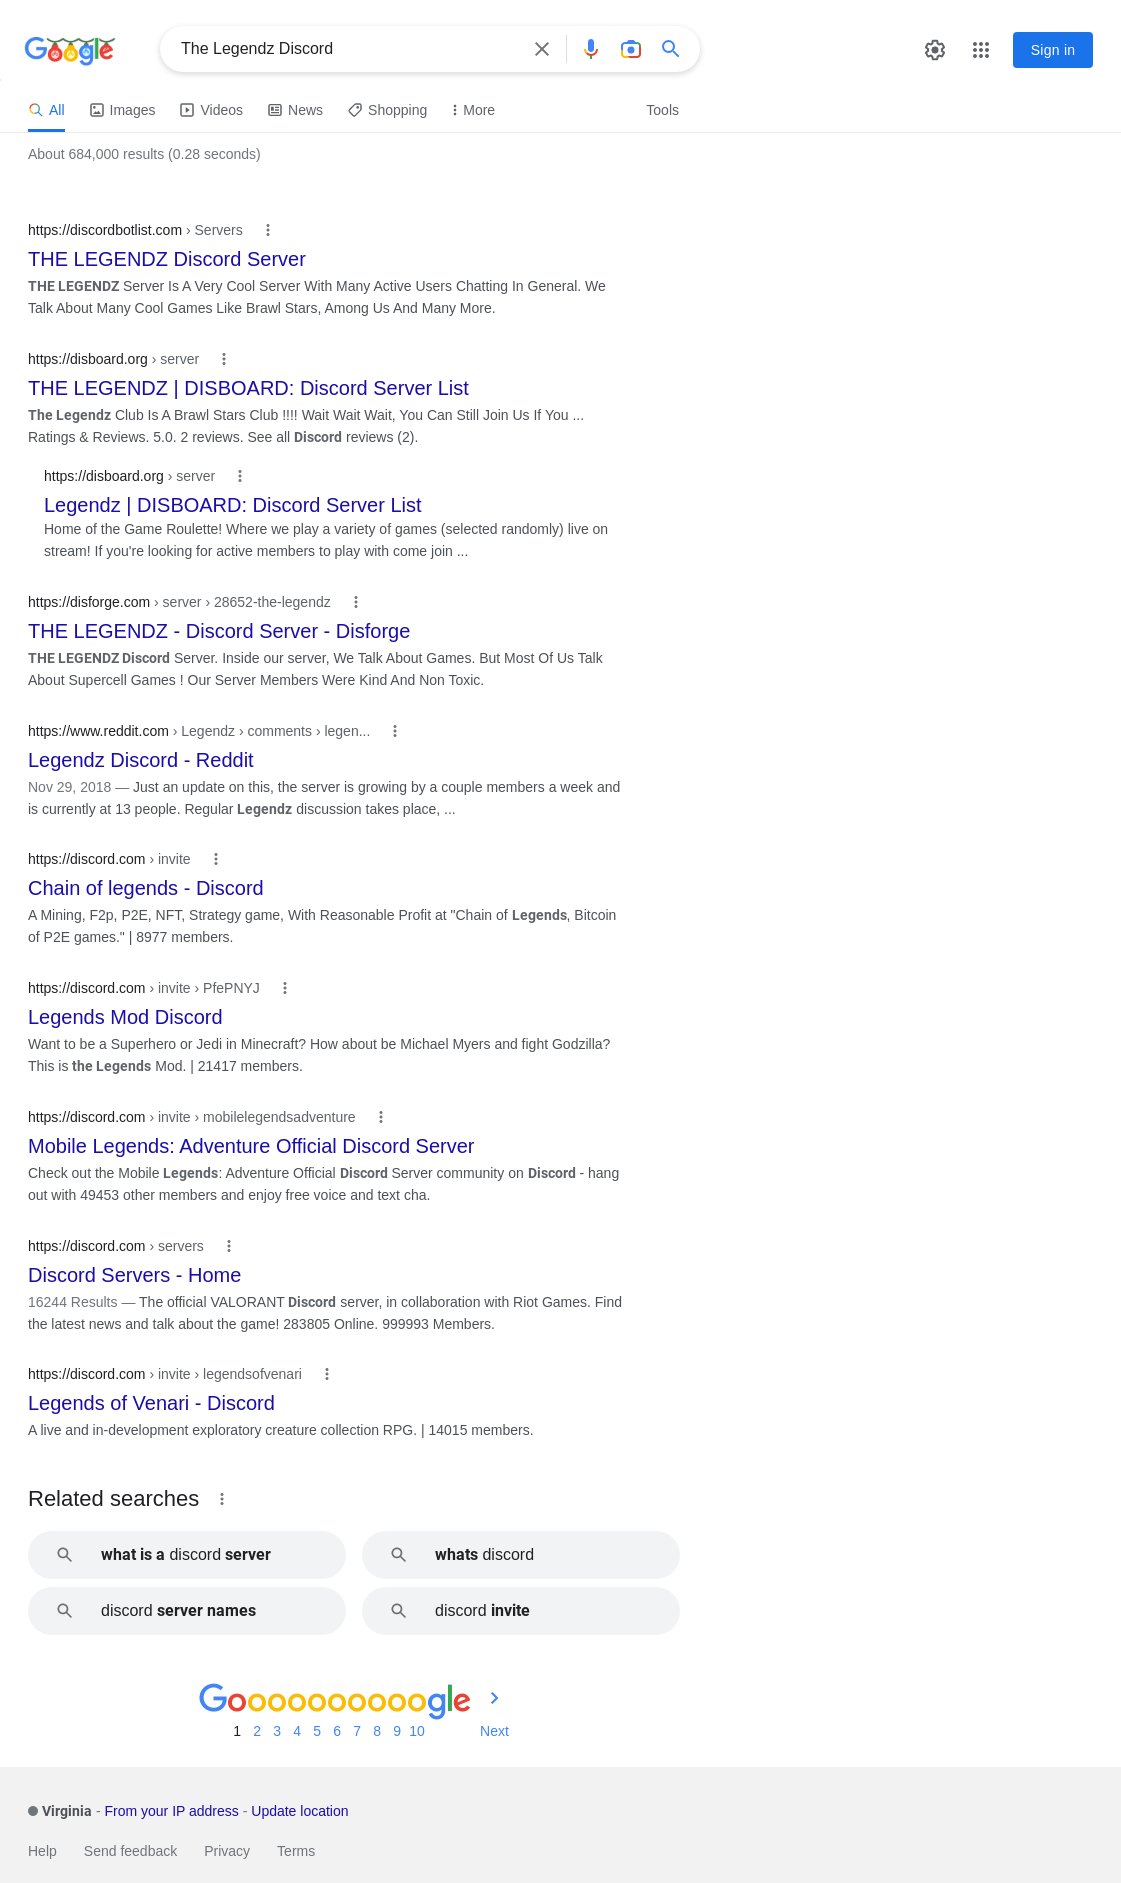 Google
The Legendz Discord
Sign in
All Images Videos News Shopping More Tools
About 684,000 results (0.28 seconds)
https://discordbotlist.com › Servers
THE LEGENDZ Discord Server
THE LEGENDZ Server Is A Very Cool Server With Many Active Users Chatting In General. We
Talk About Many Cool Games Like Brawl Stars, Among Us And Many More.
https://disboard.org › server
THE LEGENDZ | DISBOARD: Discord Server List
The Legendz Club Is A Brawl Stars Club !!!! Wait Wait Wait, You Can Still Join Us If You ...
Ratings & Reviews. 5.0. 2 reviews. See all Discord reviews (2).
https://disboard.org › server
Legendz | DISBOARD: Discord Server List
Home of the Game Roulette! Where we play a variety of games (selected randomly) live on
stream! If you're looking for active members to play with come join ...
https://disforge.com › server › 28652-the-legendz
THE LEGENDZ - Discord Server - Disforge
THE LEGENDZ Discord Server. Inside our server, We Talk About Games. But Most Of Us Talk
About Supercell Games ! Our Server Members Were Kind And Non Toxic.
https://www.reddit.com › Legendz › comments › legen...
Legendz Discord - Reddit
Nov 29, 2018 — Just an update on this, the server is growing by a couple members a week and
is currently at 13 people. Regular Legendz discussion takes place, ...
https://discord.com › invite
Chain of legends - Discord
A Mining, F2p, P2E, NFT, Strategy game, With Reasonable Profit at "Chain of Legends, Bitcoin
of P2E games." | 8977 members.
https://discord.com › invite › PfePNYJ
Legends Mod Discord
Want to be a Superhero or Jedi in Minecraft? How about be Michael Myers and fight Godzilla?
This is the Legends Mod. | 21417 members.
https://discord.com › invite › mobilelegendsadventure
Mobile Legends: Adventure Official Discord Server
Check out the Mobile Legends: Adventure Official Discord Server community on Discord - hang
out with 49453 other members and enjoy free voice and text cha.
https://discord.com › servers
Discord Servers - Home
16244 Results — The official VALORANT Discord server, in collaboration with Riot Games. Find
the latest news and talk about the game! 283805 Online. 999993 Members.
https://discord.com › invite › legendsofvenari
Legends of Venari - Discord
A live and in-development exploratory creature collection RPG. | 14015 members.
Related searches
what is a discord server whats discord
discord server names discord invite
Goooooooooogle
1 2 3 4 5 6 7 8 9 10 Next
Virginia - From your IP address - Update location
Help Send feedback Privacy Terms